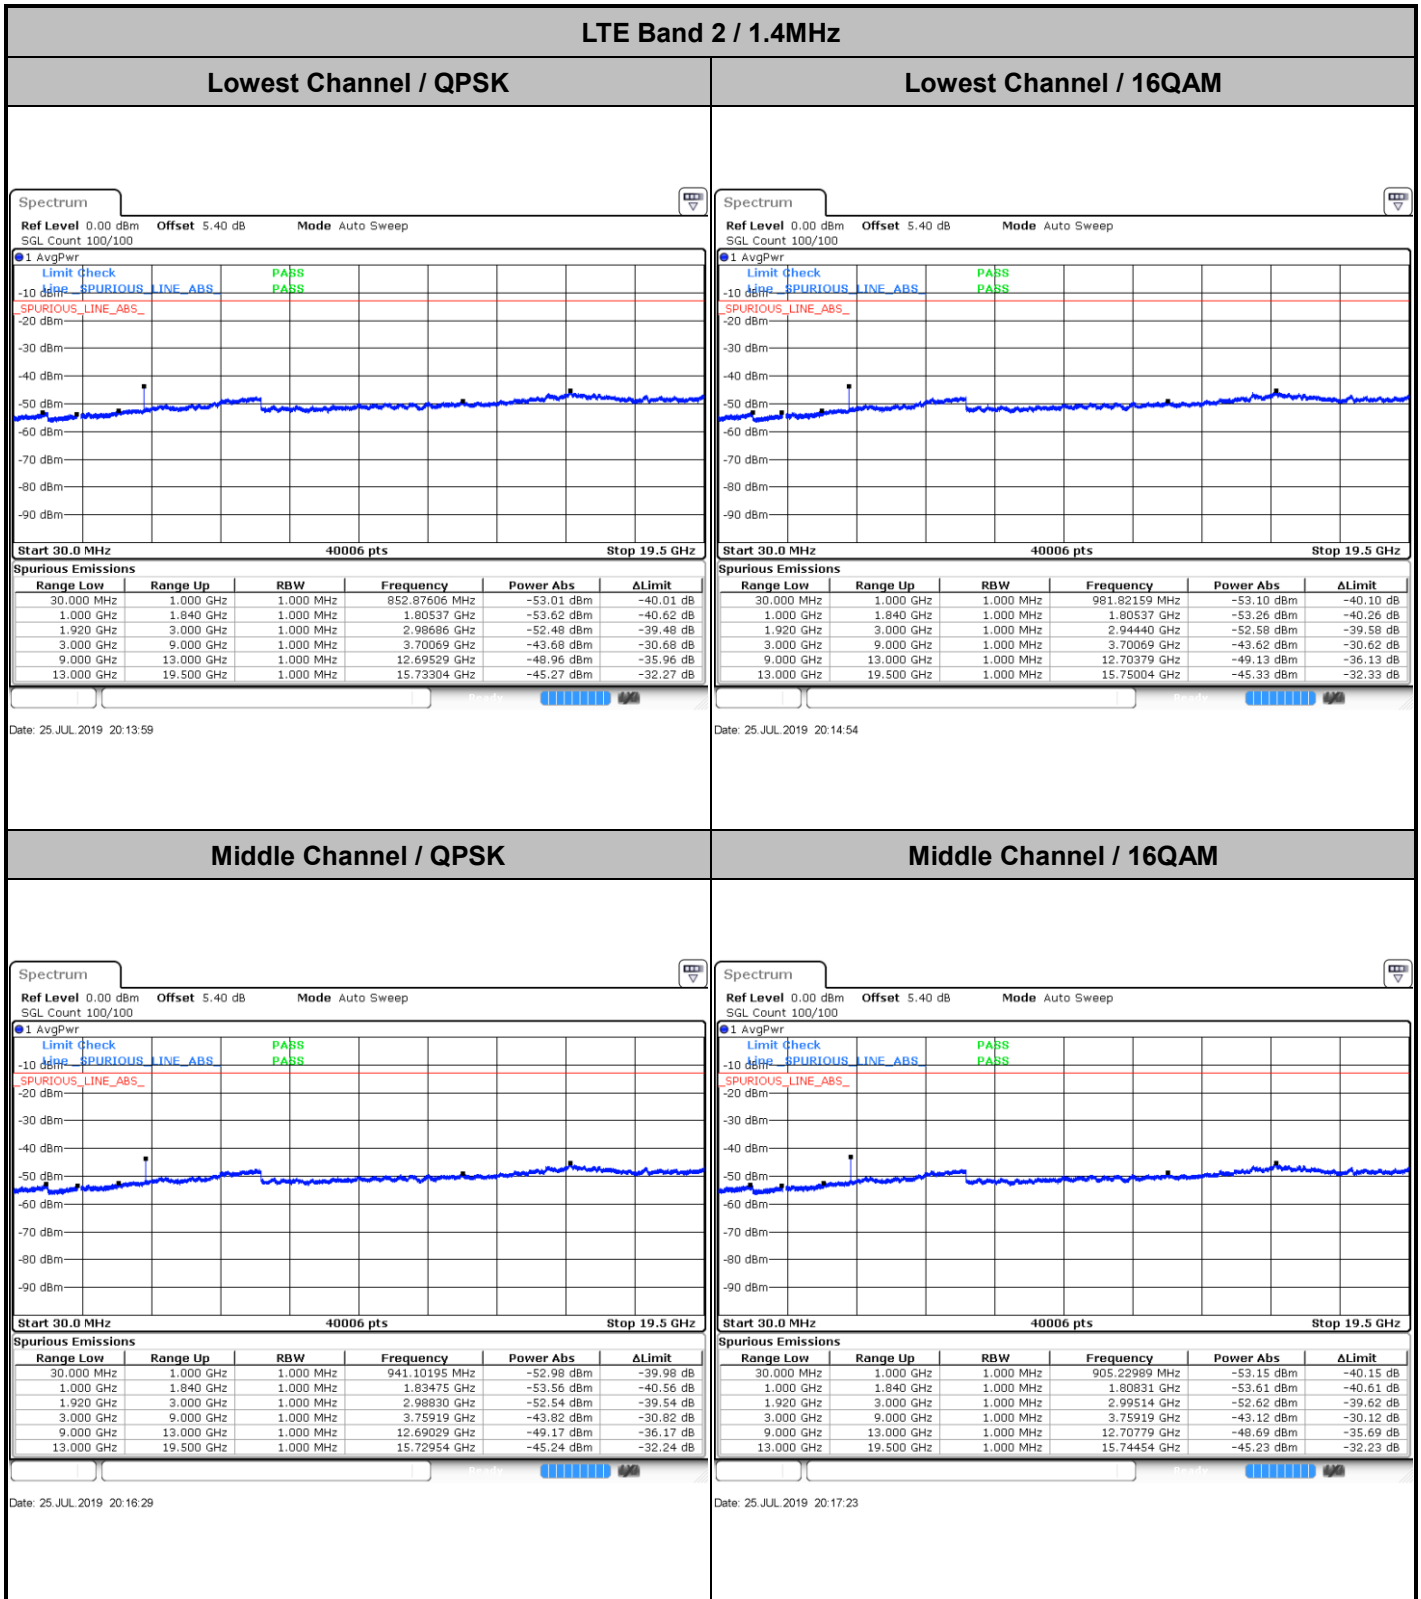 LTE Band 2 / 1.4MHz
Lowest Channel / QPSK
Lowest Channel / 16QAM
Spectrum
Ref Level 0.00 dBm Offset 5.40 dB Mode Auto Sweep
SGL Count 100/100
1 AvgPwr
Limit Check PASS
Line _SPURIOUS_LINE_ABS_ PASS
-10 dBm
_SPURIOUS_LINE_ABS_
-20 dBm
-30 dBm
-40 dBm
-50 dBm
-60 dBm
-70 dBm
-80 dBm
-90 dBm
Start 30.0 MHz 40006 pts Stop 19.5 GHz
Spurious Emissions
Range Low Range Up RBW Frequency Power Abs ΔLimit
30.000 MHz 1.000 GHz 1.000 MHz 852.87606 MHz -53.01 dBm -40.01 dB
1.000 GHz 1.840 GHz 1.000 MHz 1.80537 GHz -53.62 dBm -40.62 dB
1.920 GHz 3.000 GHz 1.000 MHz 2.98686 GHz -52.48 dBm -39.48 dB
3.000 GHz 9.000 GHz 1.000 MHz 3.70069 GHz -43.68 dBm -30.68 dB
9.000 GHz 13.000 GHz 1.000 MHz 12.69529 GHz -48.96 dBm -35.96 dB
13.000 GHz 19.500 GHz 1.000 MHz 15.73304 GHz -45.27 dBm -32.27 dB
Date: 25.JUL.2019 20:13:59
Spectrum
Ref Level 0.00 dBm Offset 5.40 dB Mode Auto Sweep
SGL Count 100/100
1 AvgPwr
Limit Check PASS
Line _SPURIOUS_LINE_ABS_ PASS
-10 dBm
_SPURIOUS_LINE_ABS_
-20 dBm
-30 dBm
-40 dBm
-50 dBm
-60 dBm
-70 dBm
-80 dBm
-90 dBm
Start 30.0 MHz 40006 pts Stop 19.5 GHz
Spurious Emissions
Range Low Range Up RBW Frequency Power Abs ΔLimit
30.000 MHz 1.000 GHz 1.000 MHz 981.82159 MHz -53.10 dBm -40.10 dB
1.000 GHz 1.840 GHz 1.000 MHz 1.80537 GHz -53.26 dBm -40.26 dB
1.920 GHz 3.000 GHz 1.000 MHz 2.94440 GHz -52.58 dBm -39.58 dB
3.000 GHz 9.000 GHz 1.000 MHz 3.70069 GHz -43.62 dBm -30.62 dB
9.000 GHz 13.000 GHz 1.000 MHz 12.70379 GHz -49.13 dBm -36.13 dB
13.000 GHz 19.500 GHz 1.000 MHz 15.75004 GHz -45.33 dBm -32.33 dB
Date: 25.JUL.2019 20:14:54
Middle Channel / QPSK
Middle Channel / 16QAM
Spectrum
Ref Level 0.00 dBm Offset 5.40 dB Mode Auto Sweep
SGL Count 100/100
1 AvgPwr
Limit Check PASS
Line _SPURIOUS_LINE_ABS_ PASS
-10 dBm
_SPURIOUS_LINE_ABS_
-20 dBm
-30 dBm
-40 dBm
-50 dBm
-60 dBm
-70 dBm
-80 dBm
-90 dBm
Start 30.0 MHz 40006 pts Stop 19.5 GHz
Spurious Emissions
Range Low Range Up RBW Frequency Power Abs ΔLimit
30.000 MHz 1.000 GHz 1.000 MHz 941.10195 MHz -52.98 dBm -39.98 dB
1.000 GHz 1.840 GHz 1.000 MHz 1.83475 GHz -53.56 dBm -40.56 dB
1.920 GHz 3.000 GHz 1.000 MHz 2.98830 GHz -52.54 dBm -39.54 dB
3.000 GHz 9.000 GHz 1.000 MHz 3.75919 GHz -43.82 dBm -30.82 dB
9.000 GHz 13.000 GHz 1.000 MHz 12.69029 GHz -49.17 dBm -36.17 dB
13.000 GHz 19.500 GHz 1.000 MHz 15.72954 GHz -45.24 dBm -32.24 dB
Date: 25.JUL.2019 20:16:29
Spectrum
Ref Level 0.00 dBm Offset 5.40 dB Mode Auto Sweep
SGL Count 100/100
1 AvgPwr
Limit Check PASS
Line _SPURIOUS_LINE_ABS_ PASS
-10 dBm
_SPURIOUS_LINE_ABS_
-20 dBm
-30 dBm
-40 dBm
-50 dBm
-60 dBm
-70 dBm
-80 dBm
-90 dBm
Start 30.0 MHz 40006 pts Stop 19.5 GHz
Spurious Emissions
Range Low Range Up RBW Frequency Power Abs ΔLimit
30.000 MHz 1.000 GHz 1.000 MHz 905.22989 MHz -53.15 dBm -40.15 dB
1.000 GHz 1.840 GHz 1.000 MHz 1.80831 GHz -53.61 dBm -40.61 dB
1.920 GHz 3.000 GHz 1.000 MHz 2.99514 GHz -52.62 dBm -39.62 dB
3.000 GHz 9.000 GHz 1.000 MHz 3.75919 GHz -43.12 dBm -30.12 dB
9.000 GHz 13.000 GHz 1.000 MHz 12.70779 GHz -48.69 dBm -35.69 dB
13.000 GHz 19.500 GHz 1.000 MHz 15.74454 GHz -45.23 dBm -32.23 dB
Date: 25.JUL.2019 20:17:23